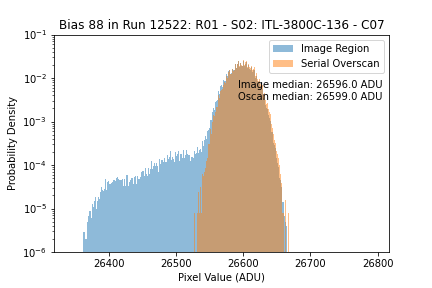 Bias 88 in Run 12522: R01 - S02: ITL-3800C-136 - C07
Image Region
Serial Overscan
Image median: 26596.0 ADU
Oscan median: 26599.0 ADU
Probability Density
10⁻¹
10⁻²
10⁻³
10⁻⁴
10⁻⁵
10⁻⁶
26400 26500 26600 26700 26800
Pixel Value (ADU)